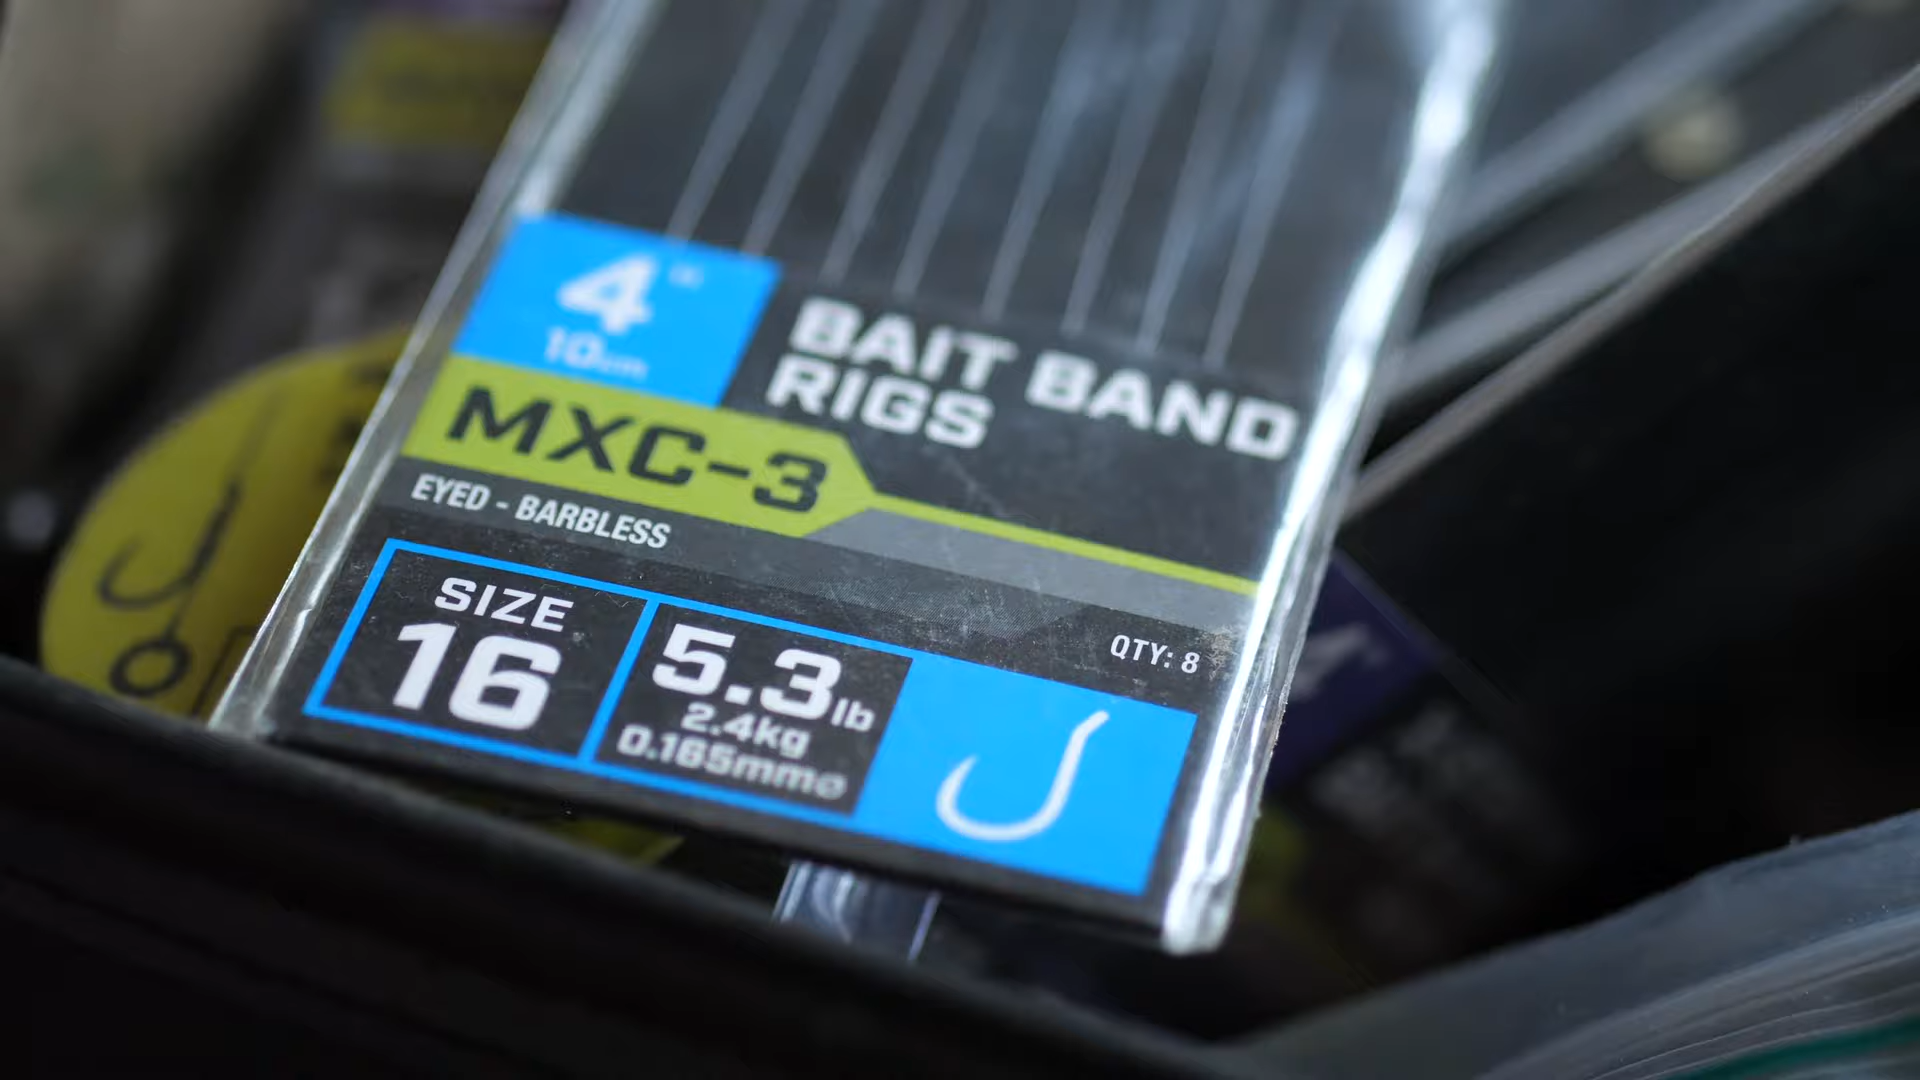 4"
10cm
BAIT BAND
RIGS
MXC-3
EYED - BARBLESS
QTY: 8
SIZE
16
5.3lb
2.4kg
0.165mmø